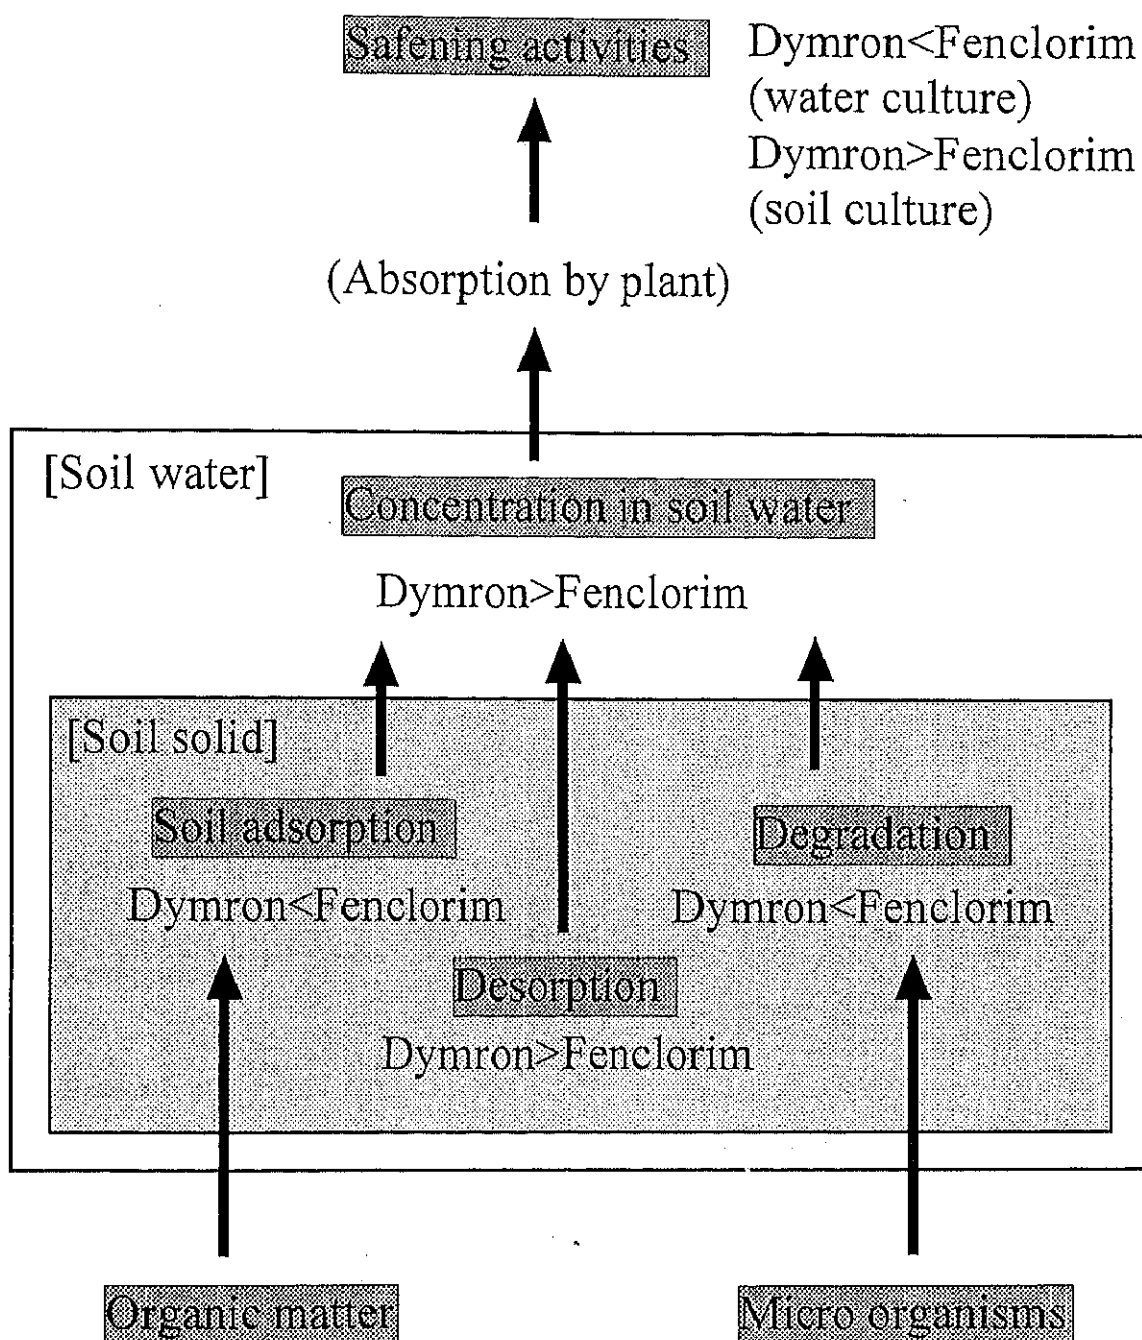 Safening activities
Dymron<Fenclorim
(water culture)
Dymron>Fenclorim
(soil culture)
(Absorption by plant)
[Soil water]
Concentration in soil water
Dymron>Fenclorim
[Soil solid]
Soil adsorption
Dymron<Fenclorim
Degradation
Dymron<Fenclorim
Desorption
Dymron>Fenclorim
Organic matter
Micro organisms